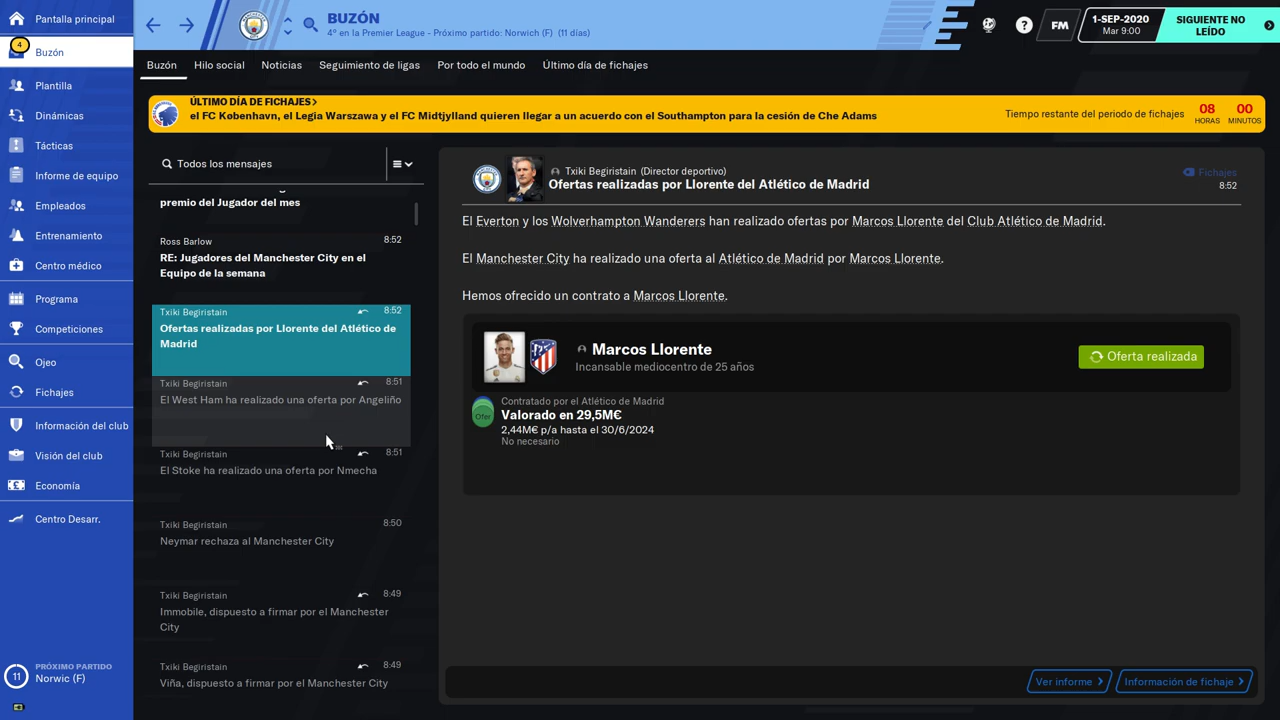 Pantalla principal
4
Buzón
Plantilla
Dinámicas
Tácticas
Informe de equipo
Empleados
Entrenamiento
Centro médico
Programa
Competiciones
Ojeo
Fichajes
Información del club
Visión del club
Economía
Centro Desarr.
11
PRÓXIMO PARTIDO
Norwic (F)
BUZÓN
4º en la Premier League - Próximo partido: Norwich (F) (11 días)
?
FM
1-SEP-2020
Mar 9:00
SIGUIENTE NO LEÍDO
Buzón
Hilo social
Noticias
Seguimiento de ligas
Por todo el mundo
Último día de fichajes
ÚLTIMO DÍA DE FICHAJES>
el FC København, el Legia Warszawa y el FC Midtjylland quieren llegar a un acuerdo con el Southampton para la cesión de Che Adams
Tiempo restante del periodo de fichajes
08 HORAS
00 MINUTOS
Todos los mensajes
premio del Jugador del mes
Ross Barlow 8:52
RE: Jugadores del Manchester City en el
Equipo de la semana
Txiki Begiristain 8:52
Ofertas realizadas por Llorente del Atlético de
Madrid
Txiki Begiristain 8:51
El West Ham ha realizado una oferta por Angeliño
Txiki Begiristain 8:51
El Stoke ha realizado una oferta por Nmecha
Txiki Begiristain 8:50
Neymar rechaza al Manchester City
Txiki Begiristain 8:49
Immobile, dispuesto a firmar por el Manchester
City
Txiki Begiristain 8:49
Viña, dispuesto a firmar por el Manchester City
Txiki Begiristain (Director deportivo)
Ofertas realizadas por Llorente del Atlético de Madrid
Fichajes
8:52
El Everton y los Wolverhampton Wanderers han realizado ofertas por Marcos Llorente del Club Atlético de Madrid.
El Manchester City ha realizado una oferta al Atlético de Madrid por Marcos Llorente.
Hemos ofrecido un contrato a Marcos Llorente.
Marcos Llorente
Incansable mediocentro de 25 años
Oferta realizada
Ofer
Contratado por el Atlético de Madrid
Valorado en 29,5M€
2,44M€ p/a hasta el 30/6/2024
No necesario
Ver informe
Información de fichaje